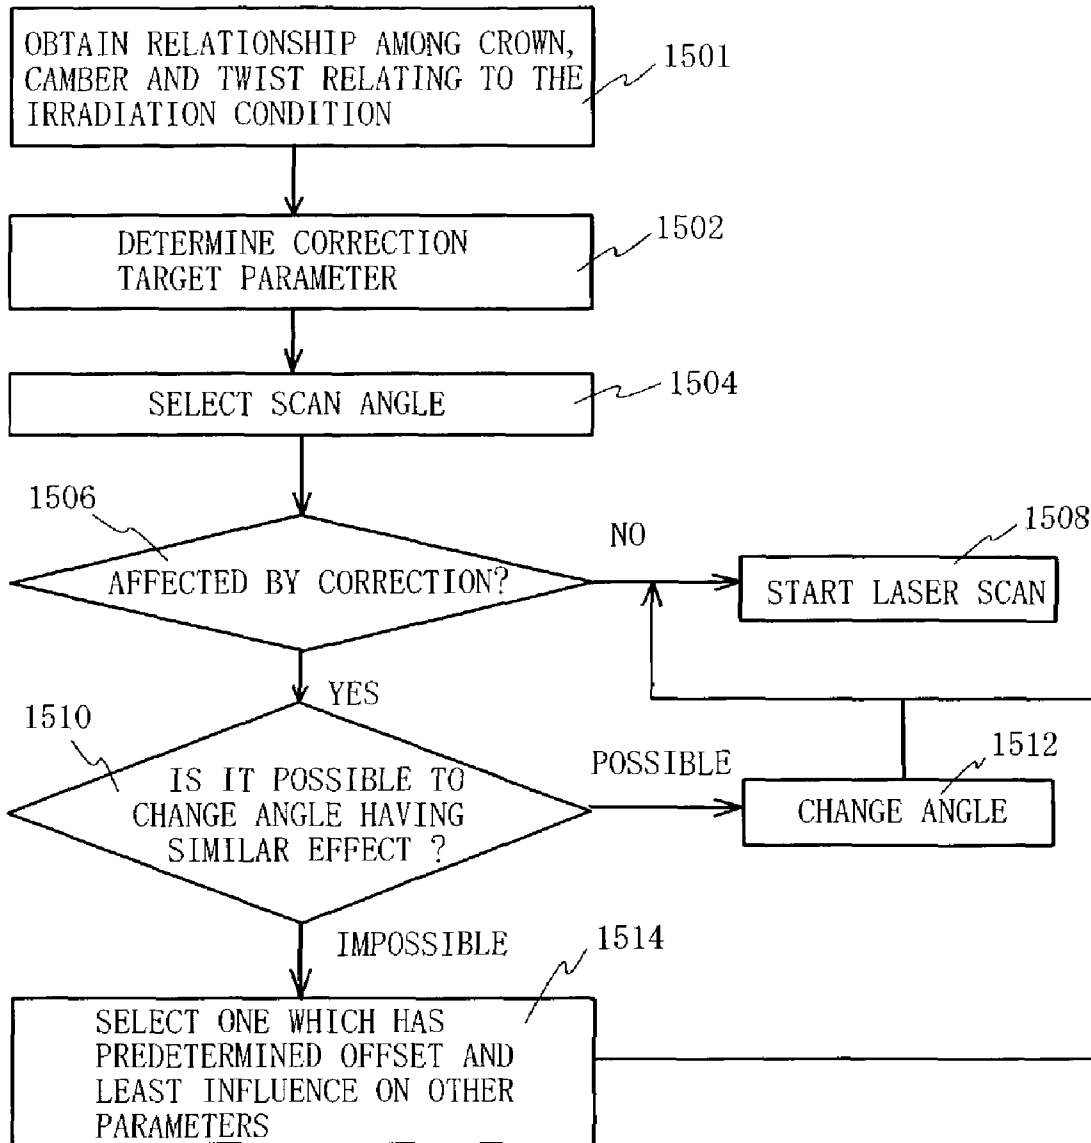 OBTAIN RELATIONSHIP AMONG CROWN,
CAMBER AND TWIST RELATING TO THE
IRRADIATION CONDITION
1501
DETERMINE CORRECTION
TARGET PARAMETER
1502
SELECT SCAN ANGLE
1504
1506
AFFECTED BY CORRECTION?
NO
1508
START LASER SCAN
YES
1510
IS IT POSSIBLE TO
CHANGE ANGLE HAVING
SIMILAR EFFECT ?
POSSIBLE
1512
CHANGE ANGLE
IMPOSSIBLE
1514
SELECT ONE WHICH HAS
PREDETERMINED OFFSET AND
LEAST INFLUENCE ON OTHER
PARAMETERS